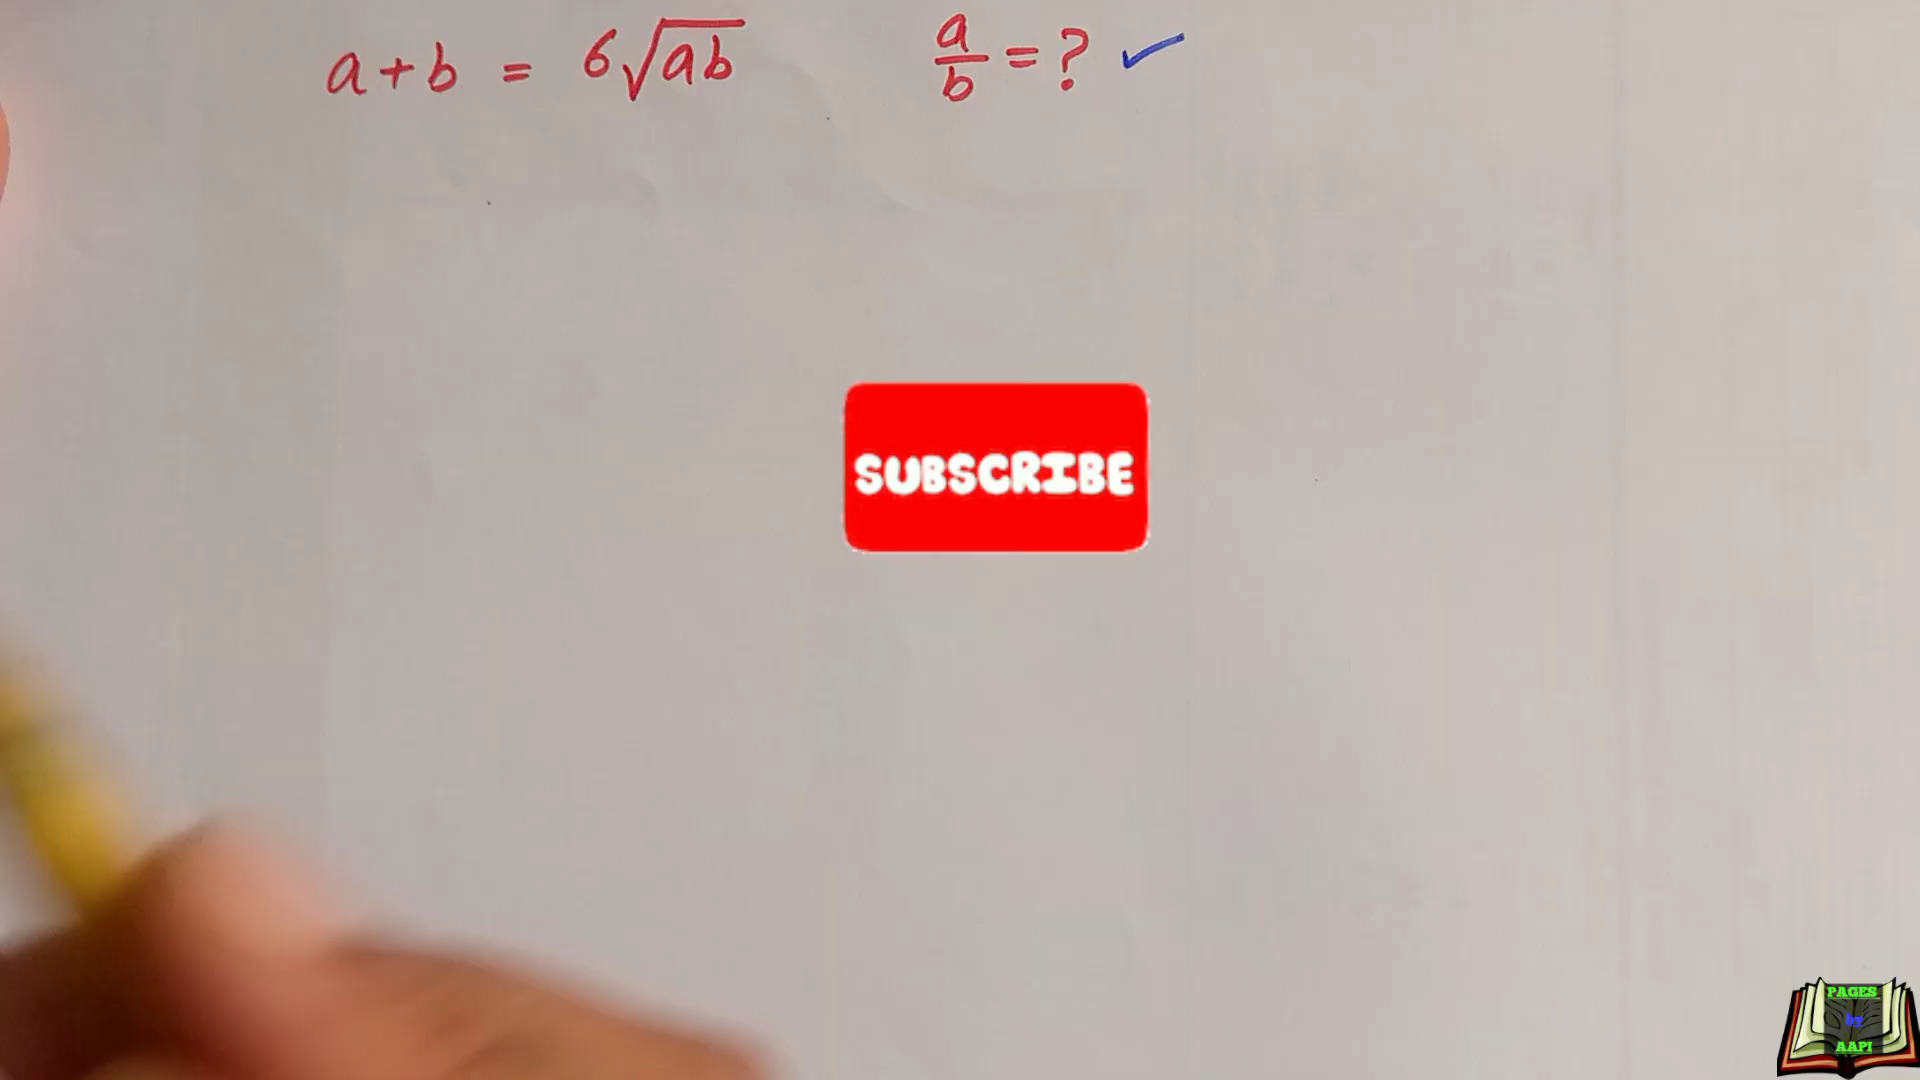 a + b = 6√ab a/b = ? ✓
SUBSCRIBE
PAGES
by
AAPI